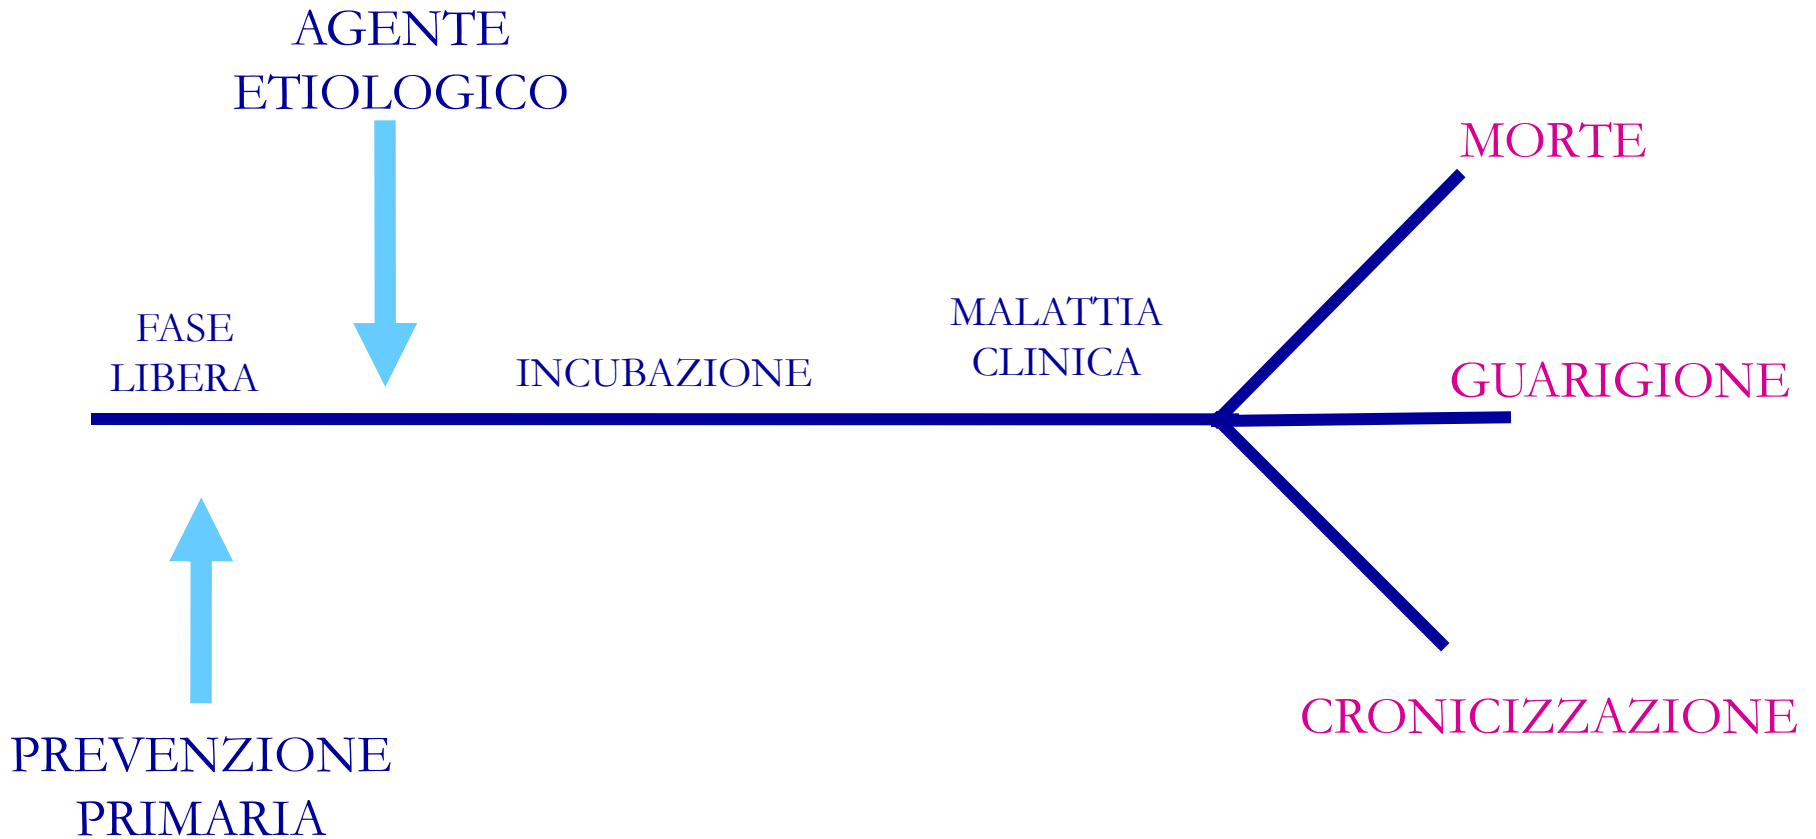 AGENTE
ETIOLOGICO
MORTE
FASE
LIBERA
INCUBAZIONE
MALATTIA
CLINICA
GUARIGIONE
CRONICIZZAZIONE
PREVENZIONE
PRIMARIA